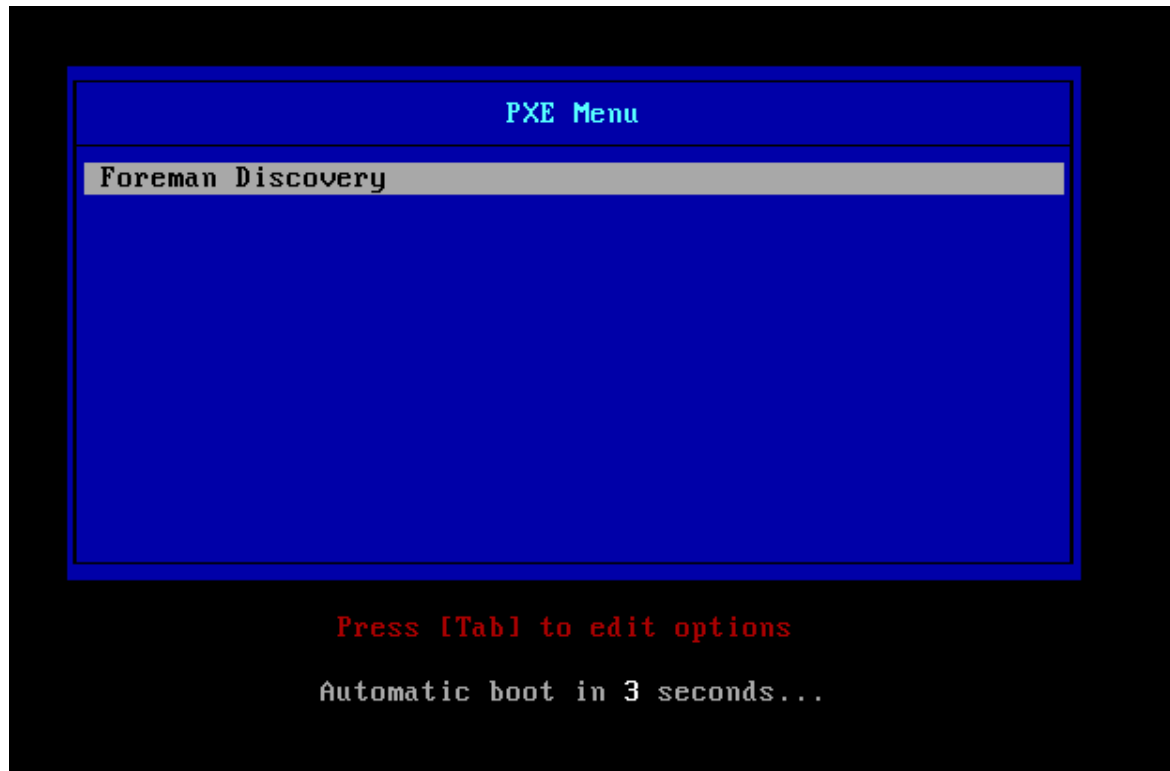 PXE Menu
Foreman Discovery
Press [Tab] to edit options
Automatic boot in 3 seconds...